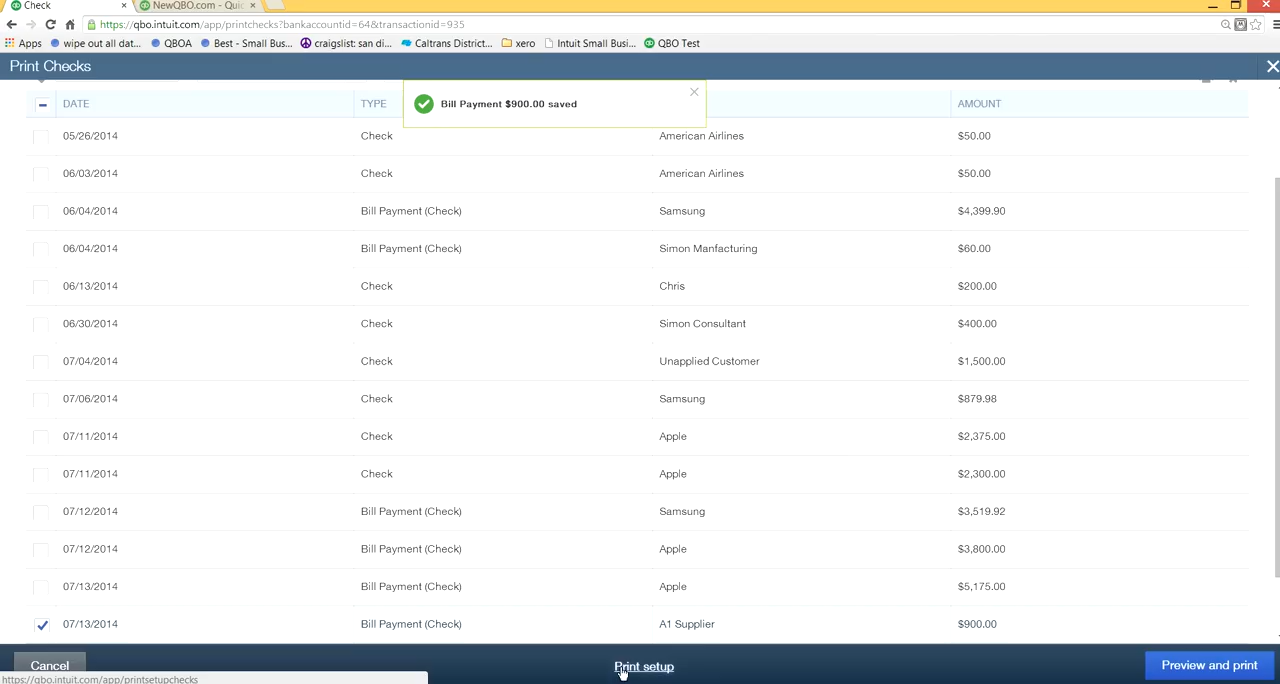 Check × NewQBO.com - Quic ×
https://qbo.intuit.com/app/printchecks?bankaccountid=64&transactionid=935
Apps wipe out all dat... QBOA Best - Small Bus... craigslist: san di... Caltrans District... xero Intuit Small Busi... QBO Test
Print Checks
Bill Payment $900.00 saved
DATE TYPE AMOUNT
05/26/2014 Check American Airlines $50.00
06/03/2014 Check American Airlines $50.00
06/04/2014 Bill Payment (Check) Samsung $4,399.90
06/04/2014 Bill Payment (Check) Simon Manfacturing $60.00
06/13/2014 Check Chris $200.00
06/30/2014 Check Simon Consultant $400.00
07/04/2014 Check Unapplied Customer $1,500.00
07/06/2014 Check Samsung $879.98
07/11/2014 Check Apple $2,375.00
07/11/2014 Check Apple $2,300.00
07/12/2014 Bill Payment (Check) Samsung $3,519.92
07/12/2014 Bill Payment (Check) Apple $3,800.00
07/13/2014 Bill Payment (Check) Apple $5,175.00
07/13/2014 Bill Payment (Check) A1 Supplier $900.00
Cancel Print setup Preview and print
https://qbo.intuit.com/app/printsetupchecks